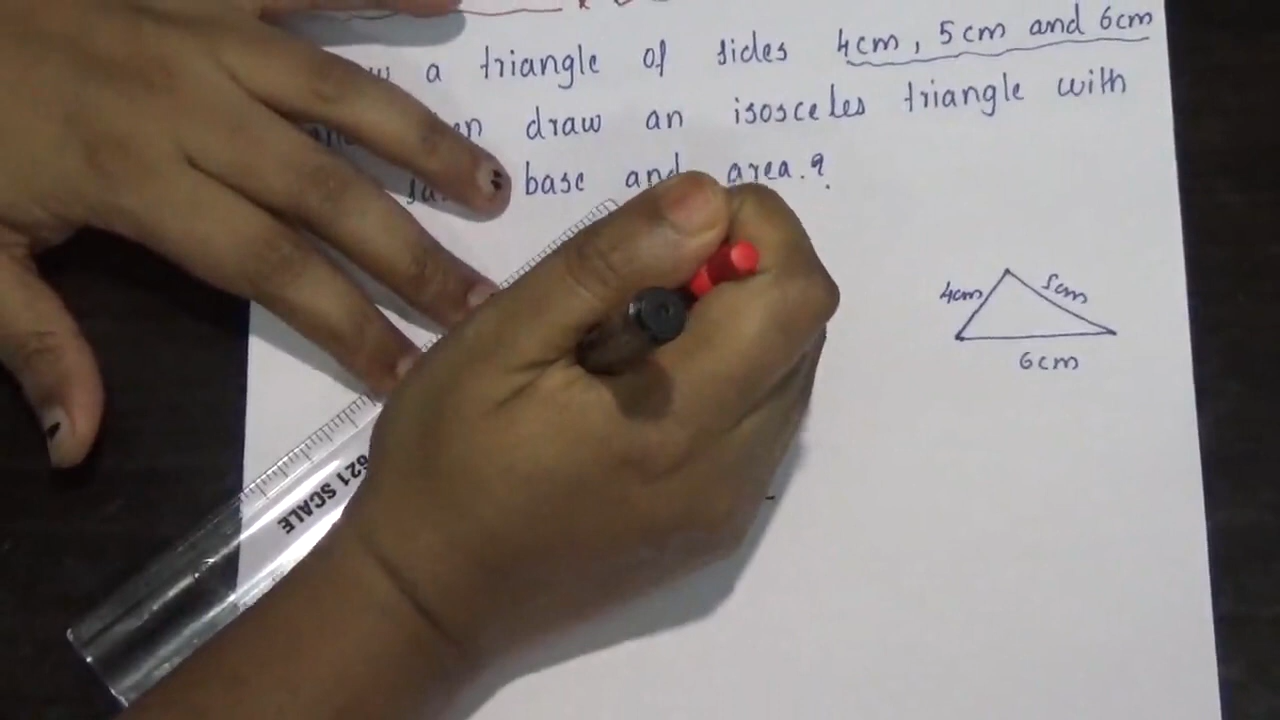 a triangle of sides 4cm, 5cm and 6cm
draw an isosceles triangle with
base and area.?
4cm
5cm
6cm
621 SCALE